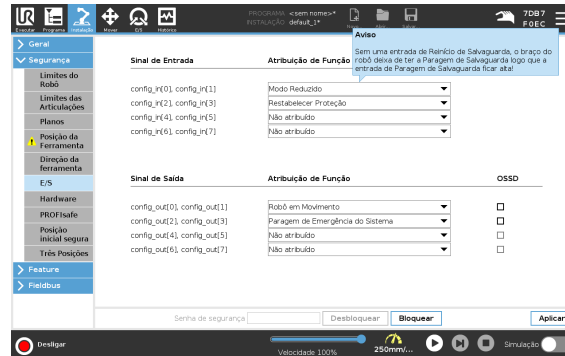 PROGRAMA <sem nome>*
INSTALAÇÃO default_1*
7DB7
F0EC
Executar Programa Instalação Mover E/S Histórico
Aviso
Sem uma entrada de Reinício de Salvaguarda, o braço do
robô deixa de ter a Paragem de Salvaguarda logo que a
entrada de Paragem de Salvaguarda ficar alta!
Geral
Segurança
Limites do
Robô
Limites das
Articulações
Planos
Posição da
Ferramenta
Direção da
ferramenta
E/S
Hardware
PROFIsafe
Posição
inicial segura
Três Posições
Feature
Fieldbus
Sinal de Entrada Atribuição de Função
config_in[0], config_in[1] Modo Reduzido
config_in[2], config_in[3] Restabelecer Proteção
config_in[4], config_in[5] Não atribuído
config_in[6], config_in[7] Não atribuído
Sinal de Saída Atribuição de Função OSSD
config_out[0], config_out[1] Robô em Movimento
config_out[2], config_out[3] Paragem de Emergência do Sistema
config_out[4], config_out[5] Não atribuído
config_out[6], config_out[7] Não atribuído
Senha de segurança Desbloquear Bloquear Aplicar
Desligar
Velocidade 100%
250mm/...
Simulação